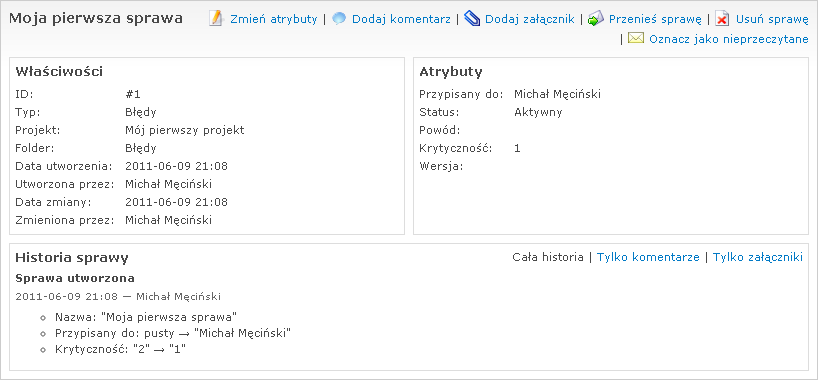 Moja pierwsza sprawa
Zmień atrybuty | Dodaj komentarz | Dodaj załącznik | Przenieś sprawę | Usuń sprawę
| Oznacz jako nieprzeczytane
Właściwości
ID: #1
Typ: Błędy
Projekt: Mój pierwszy projekt
Folder: Błędy
Data utworzenia: 2011-06-09 21:08
Utworzona przez: Michał Męciński
Data zmiany: 2011-06-09 21:08
Zmieniona przez: Michał Męciński
Atrybuty
Przypisany do: Michał Męciński
Status: Aktywny
Powód:
Krytyczność: 1
Wersja:
Historia sprawy
Cała historia | Tylko komentarze | Tylko załączniki
Sprawa utworzona
2011-06-09 21:08 — Michał Męciński
Nazwa: "Moja pierwsza sprawa"
Przypisany do: pusty → "Michał Męciński"
Krytyczność: "2" → "1"